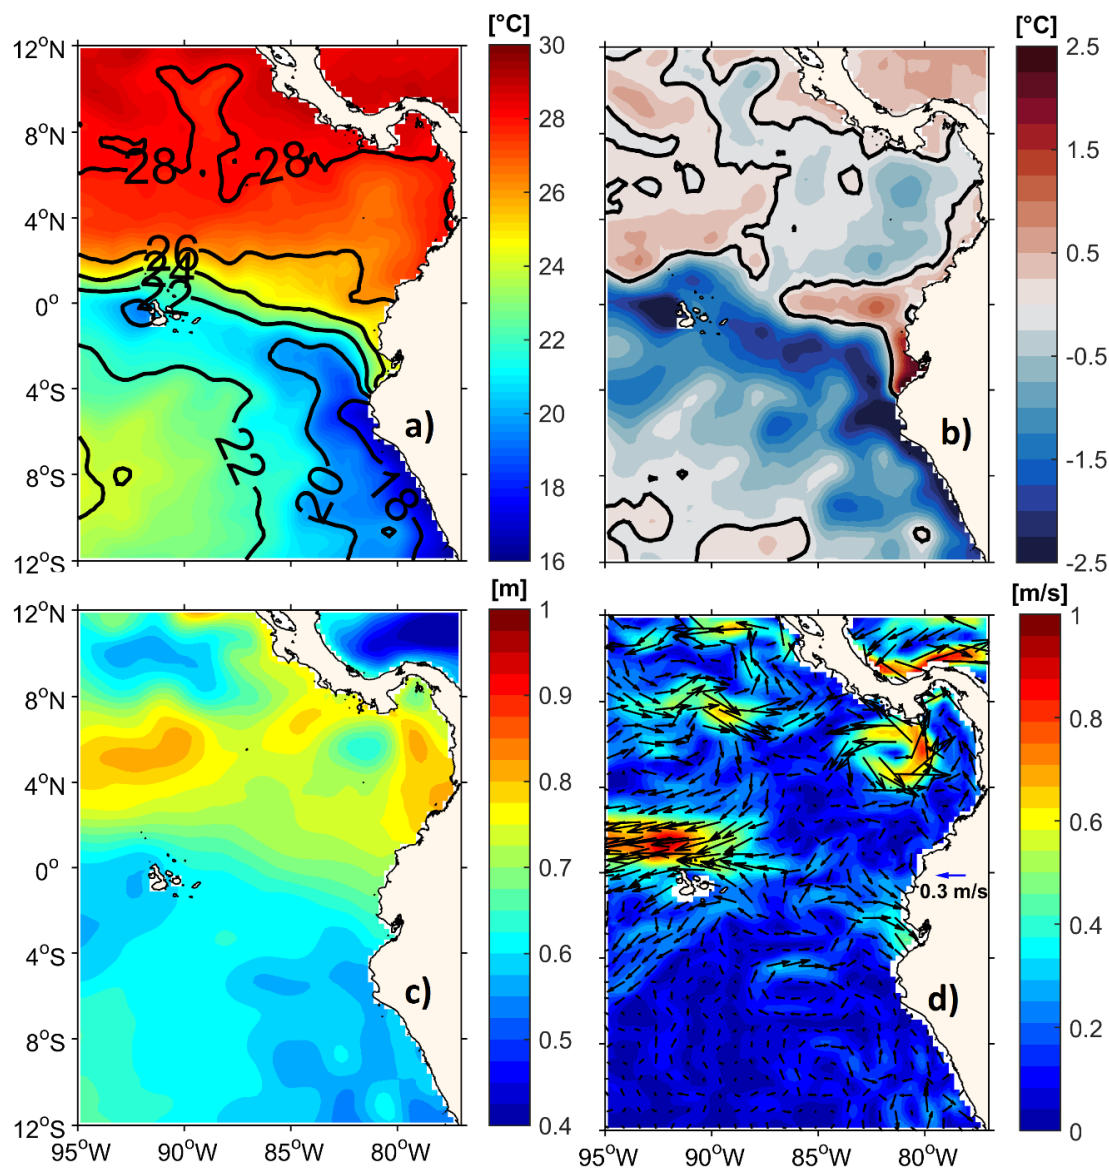 [°C]
12°N
8°N
4°N
0°
4°S
8°S
12°S
28
28
26
24
22
22
20
18
a)
30
28
26
24
22
20
18
16
[°C]
b)
2.5
1.5
0.5
-0.5
-1.5
-2.5
[m]
12°N
8°N
4°N
0°
4°S
8°S
12°S
95°W
90°W
85°W
80°W
c)
1
0.9
0.8
0.7
0.6
0.5
0.4
[m/s]
0.3 m/s
d)
95°W
90°W
85°W
80°W
1
0.8
0.6
0.4
0.2
0